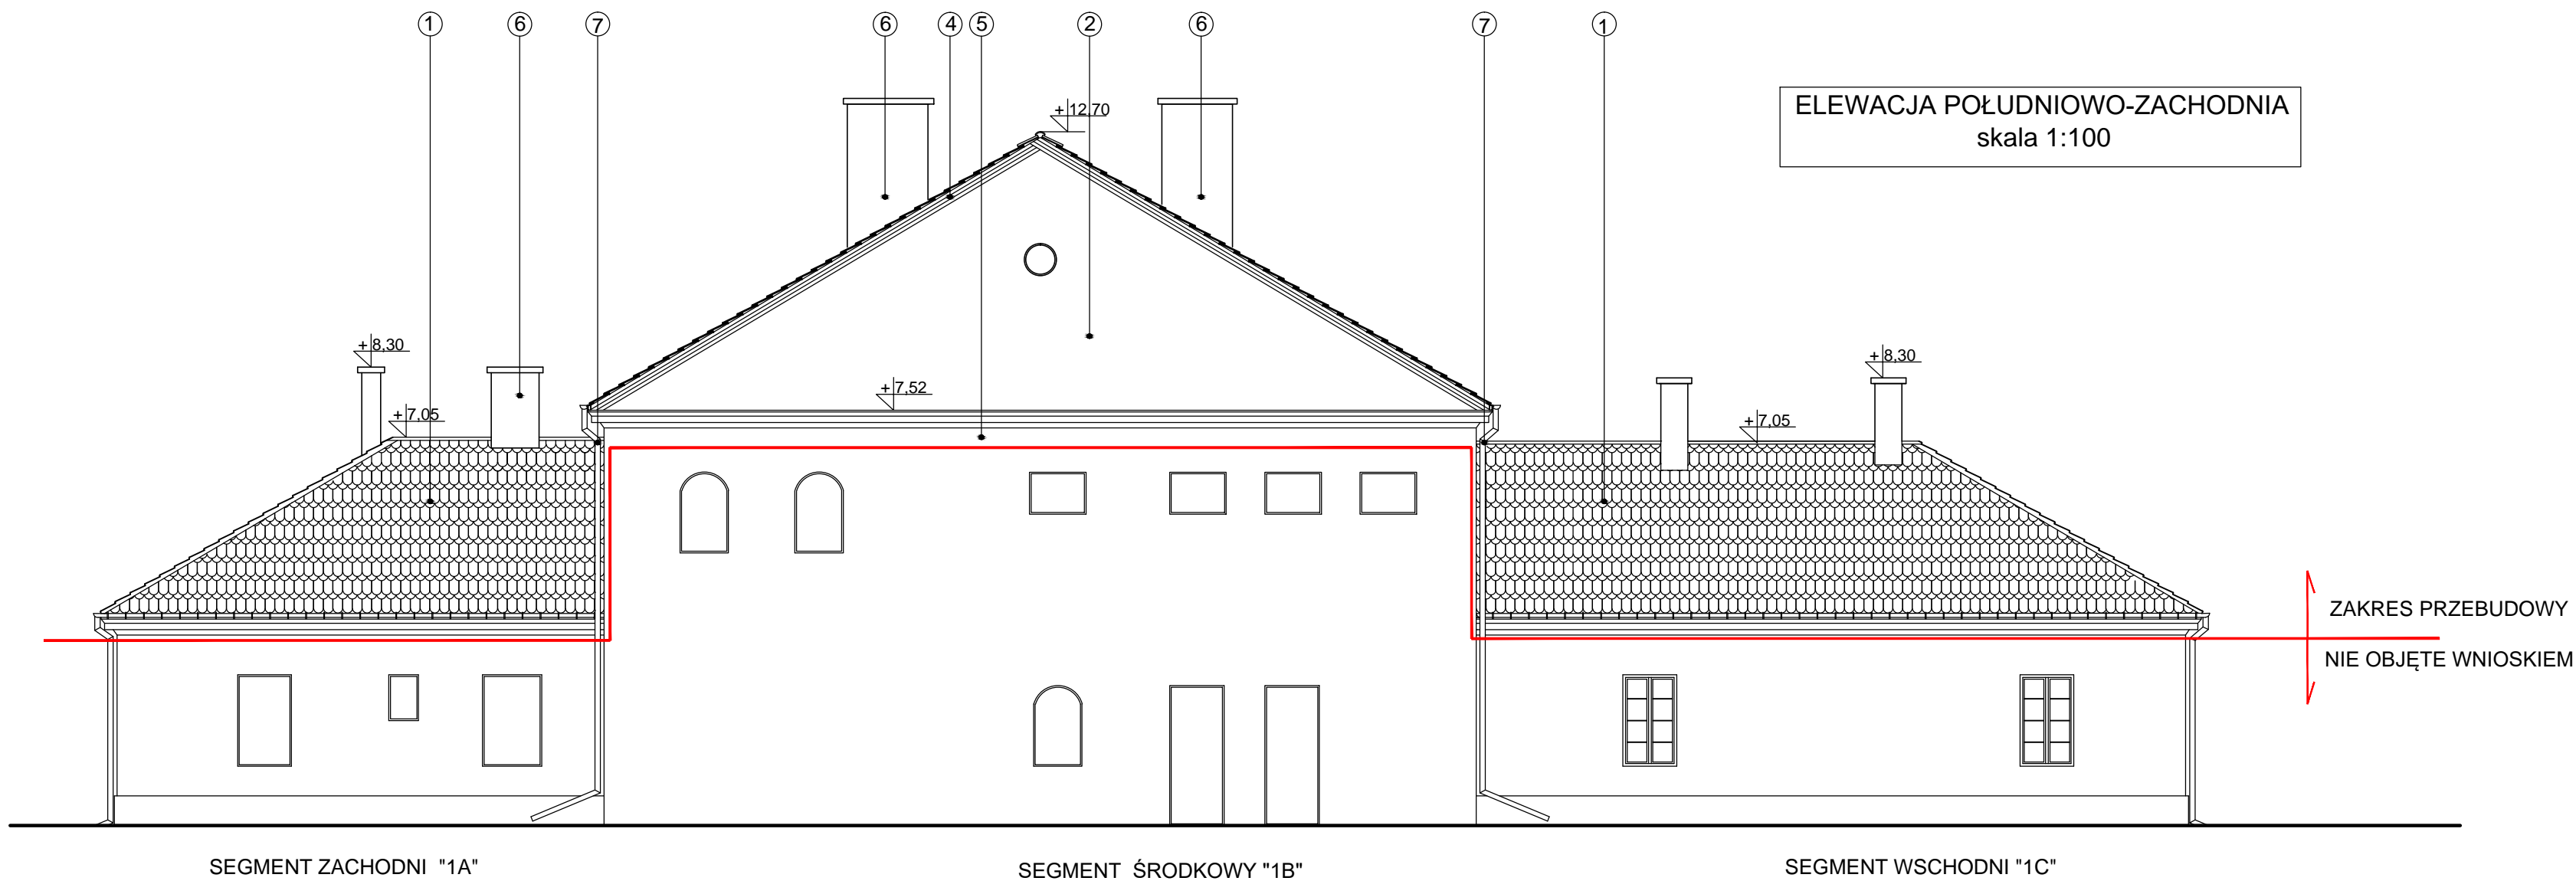 1 6 7 6 4 5 2 6 7 1
ELEWACJA POŁUDNIOWO-ZACHODNIA
skala 1:100
+12,70
+8,30
+8,30
+7,52
+7,05
+7,05
ZAKRES PRZEBUDOWY
NIE OBJĘTE WNIOSKIEM
SEGMENT ZACHODNI "1A"
SEGMENT ŚRODKOWY "1B"
SEGMENT WSCHODNI "1C"